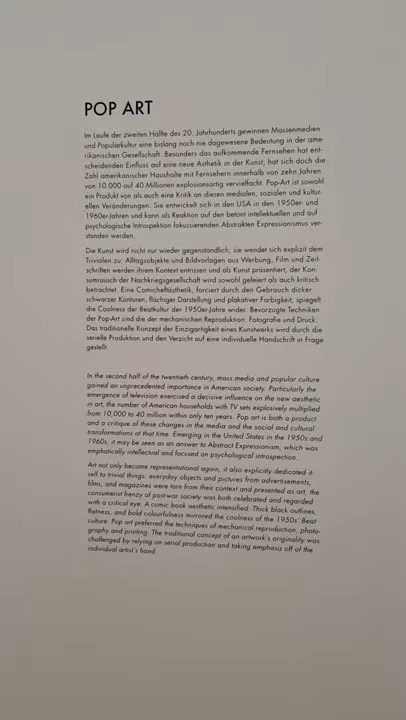 POP ART
Im Laufe der zweiten Hälfte des 20. Jahrhunderts gewinnen Massenmedien
und Populärkultur eine bislang noch nie dagewesene Bedeutung in der ame-
rikanischen Gesellschaft. Besonders das aufkommende Fernsehen hat ent-
scheidenden Einfluss auf eine neue Ästhetik in der Kunst, hat sich doch die
Zahl amerikanischer Haushalte mit Fernsehern innerhalb von zehn Jahren
von 10.000 auf 40 Millionen explosionsartig vervielfacht. Pop-Art ist sowohl
ein Produkt von als auch eine Kritik an diesen medialen, sozialen und kultur-
ellen Veränderungen. Sie entwickelt sich in den USA in den 1950er- und
1960er-Jahren und kann als Reaktion auf den betont intellektuellen und auf
psychologische Introspektion fokussierenden Abstrakten Expressionismus ver-
standen werden.
Die Kunst wird nicht nur wieder gegenständlich, sie wendet sich explizit dem
Trivialen zu: Alltagsobjekte und Bildvorlagen aus Werbung, Film und Zeit-
schriften werden ihrem Kontext entrissen und als Kunst präsentiert, der Kon-
sumrausch der Nachkriegsgesellschaft wird sowohl gefeiert als auch kritisch
betrachtet. Eine Comicheftästhetik, forciert durch den Gebrauch dicker
schwarzer Konturen, flächiger Darstellung und plakativer Farbigkeit, spiegelt
die Coolness der Beatkultur der 1950er-Jahre wider. Bevorzugte Techniken
der Pop-Art sind die der mechanischen Reproduktion: Fotografie und Druck.
Das traditionelle Konzept der Einzigartigkeit eines Kunstwerks wird durch die
serielle Produktion und den Verzicht auf eine individuelle Handschrift in Frage
gestellt.
In the second half of the twentieth century, mass media and popular culture
gained an unprecedented importance in American society. Particularly the
emergence of television exercised a decisive influence on the new aesthetic
in art, the number of American households with TV sets explosively multiplied
from 10,000 to 40 million within only ten years. Pop art is both a product
and a critique of these changes in the media and the social and cultural
transformations at that time. Emerging in the United States in the 1950s and
1960s, it may be seen as an answer to Abstract Expressionism, which was
emphatically intellectual and focused on psychological introspection.
Art not only became representational again, it also explicitly dedicated it-
self to trivial things: everyday objects and pictures from advertisements,
films, and magazines were torn from their context and presented as art, the
consumerist frenzy of post-war society was both celebrated and regarded
with a critical eye. A comic book aesthetic intensified. Thick black outlines,
flatness, and bold colourfulness mirrored the coolness of the 1950s' Beat
culture. Pop art preferred the techniques of mechanical reproduction, photo-
graphy and printing. The traditional concept of an artwork's originality was
challenged by relying on serial production and taking emphasis off of the
individual artist's hand.